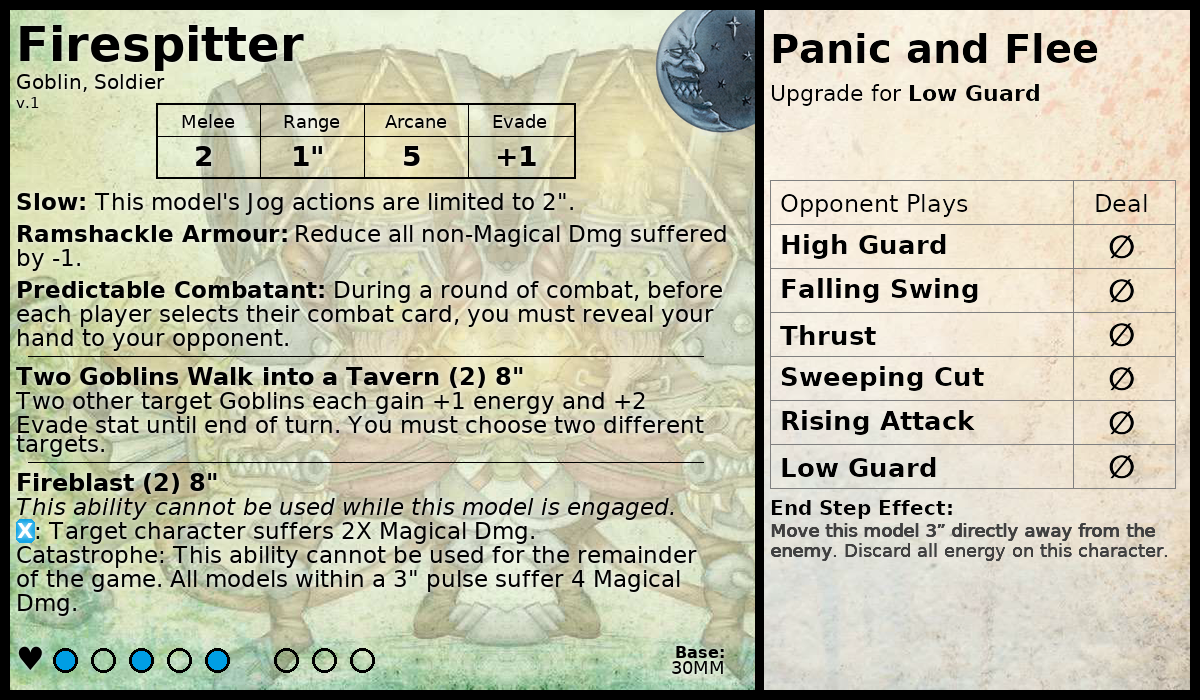 Firespitter
Goblin, Soldier
v.1
Melee Range Arcane Evade
2 1" 5 +1
Slow: This model's Jog actions are limited to 2".
Ramshackle Armour: Reduce all non-Magical Dmg suffered
by -1.
Predictable Combatant: During a round of combat, before
each player selects their combat card, you must reveal your
hand to your opponent.
Two Goblins Walk into a Tavern (2) 8"
Two other target Goblins each gain +1 energy and +2
Evade stat until end of turn. You must choose two different
targets.
Fireblast (2) 8"
This ability cannot be used while this model is engaged.
X: Target character suffers 2X Magical Dmg.
Catastrophe: This ability cannot be used for the remainder
of the game. All models within a 3" pulse suffer 4 Magical
Dmg.
Base:
30MM
Panic and Flee
Upgrade for Low Guard
Opponent Plays Deal
High Guard ∅
Falling Swing ∅
Thrust ∅
Sweeping Cut ∅
Rising Attack ∅
Low Guard ∅
End Step Effect:
Move this model 3” directly away from the
enemy. Discard all energy on this character.